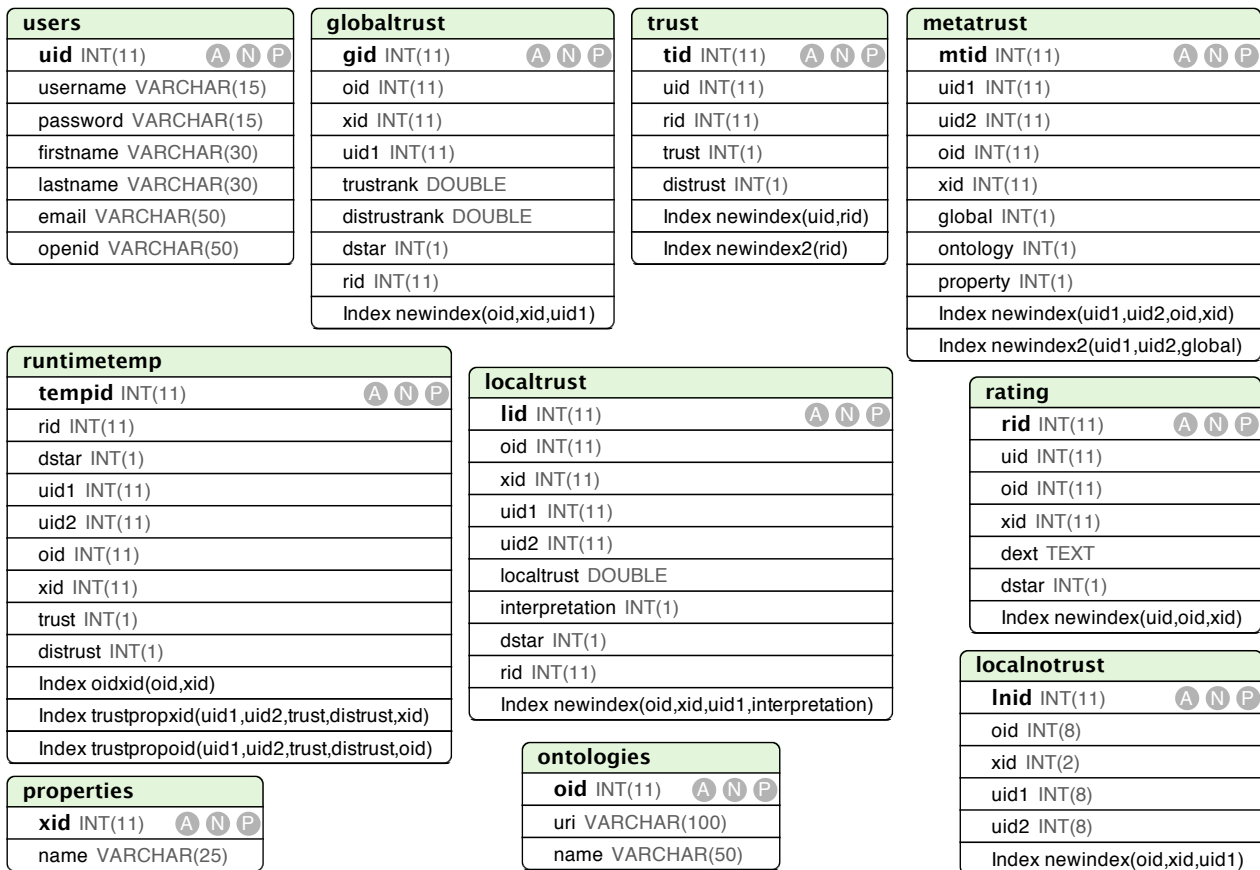 users
uid INT(11) A N P
username VARCHAR(15)
password VARCHAR(15)
firstname VARCHAR(30)
lastname VARCHAR(30)
email VARCHAR(50)
openid VARCHAR(50)
globaltrust
gid INT(11) A N P
oid INT(11)
xid INT(11)
uid1 INT(11)
trustrank DOUBLE
distrustrank DOUBLE
dstar INT(1)
rid INT(11)
Index newindex(oid,xid,uid1)
trust
tid INT(11) A N P
uid INT(11)
rid INT(11)
trust INT(1)
distrust INT(1)
Index newindex(uid,rid)
Index newindex2(rid)
metatrust
mtid INT(11) A N P
uid1 INT(11)
uid2 INT(11)
oid INT(11)
xid INT(11)
global INT(1)
ontology INT(1)
property INT(1)
Index newindex(uid1,uid2,oid,xid)
Index newindex2(uid1,uid2,global)
runtimetemp
tempid INT(11) A N P
rid INT(11)
dstar INT(1)
uid1 INT(11)
uid2 INT(11)
oid INT(11)
xid INT(11)
trust INT(1)
distrust INT(1)
Index oidxid(oid,xid)
Index trustpropxid(uid1,uid2,trust,distrust,xid)
Index trustpropoid(uid1,uid2,trust,distrust,oid)
localtrust
lid INT(11) A N P
oid INT(11)
xid INT(11)
uid1 INT(11)
uid2 INT(11)
localtrust DOUBLE
interpretation INT(1)
dstar INT(1)
rid INT(11)
Index newindex(oid,xid,uid1,interpretation)
rating
rid INT(11) A N P
uid INT(11)
oid INT(11)
xid INT(11)
dext TEXT
dstar INT(1)
Index newindex(uid,oid,xid)
localnotrust
lnid INT(11) A N P
oid INT(8)
xid INT(2)
uid1 INT(8)
uid2 INT(8)
Index newindex(oid,xid,uid1)
properties
xid INT(11) A N P
name VARCHAR(25)
ontologies
oid INT(11) A N P
uri VARCHAR(100)
name VARCHAR(50)